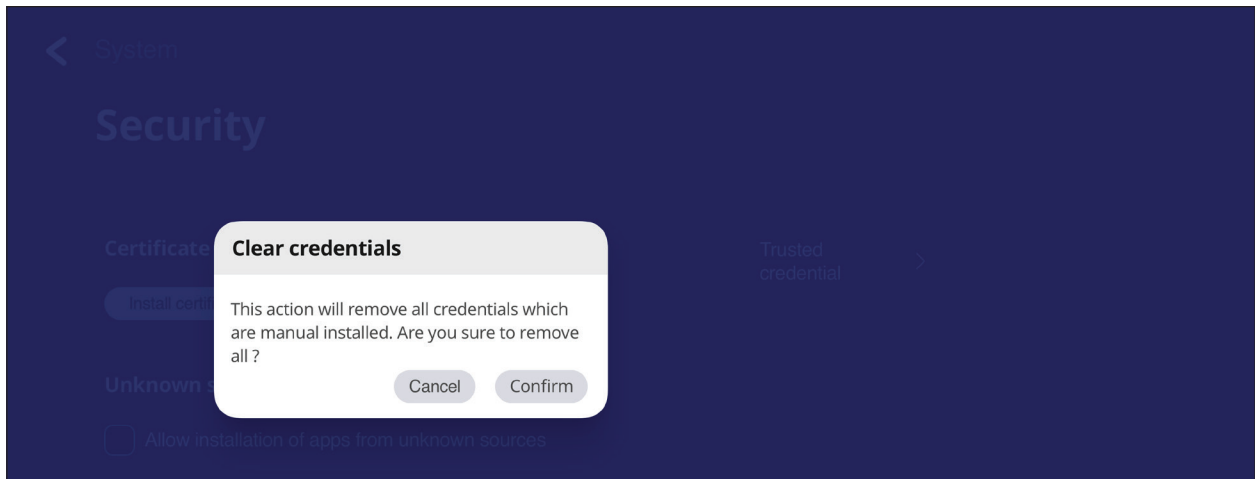 System
Security
Certificate
Clear credentials
Trusted
credential
Install certif
This action will remove all credentials which
are manual installed. Are you sure to remove
all ?
Cancel
Confirm
Unknown s
Allow installation of apps from unknown sources